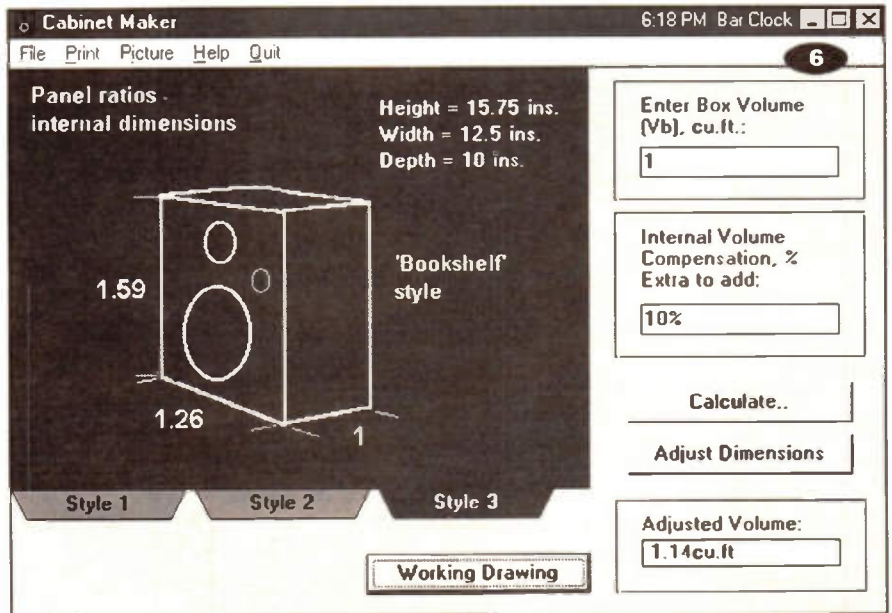 Cabinet Maker
6:18 PM Bar Clock
File Print Picture Help Quit
6
Panel ratios -
internal dimensions
Height = 15.75 ins.
Width = 12.5 ins.
Depth = 10 ins.
1.59
1.26
1
'Bookshelf'
style
Style 1
Style 2
Style 3
Working Drawing
Enter Box Volume
(Vb), cu.ft.:
1
Internal Volume
Compensation, %
Extra to add:
10%
Calculate..
Adjust Dimensions
Adjusted Volume:
1.14cu.ft